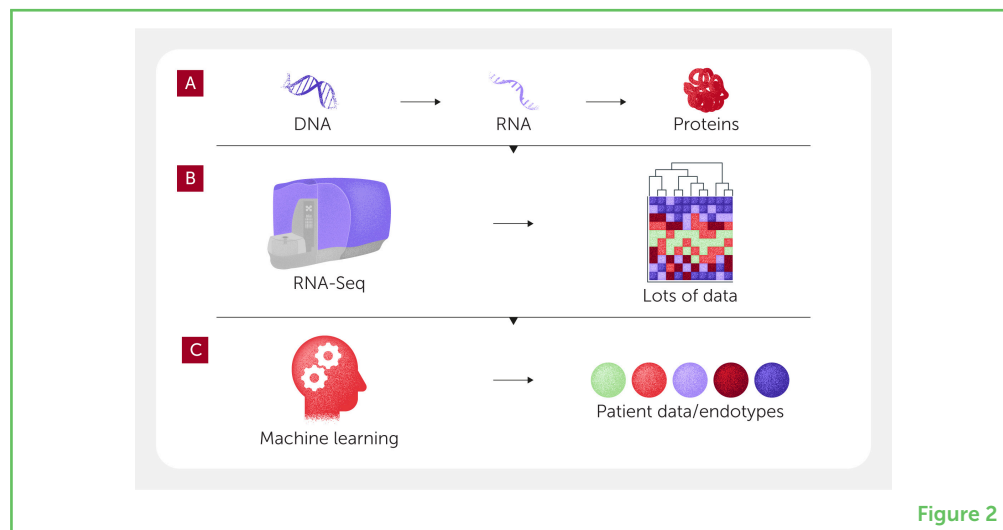 A
DNA
RNA
Proteins
B
RNA-Seq
Lots of data
C
Machine learning
Patient data/endotypes
Figure 2